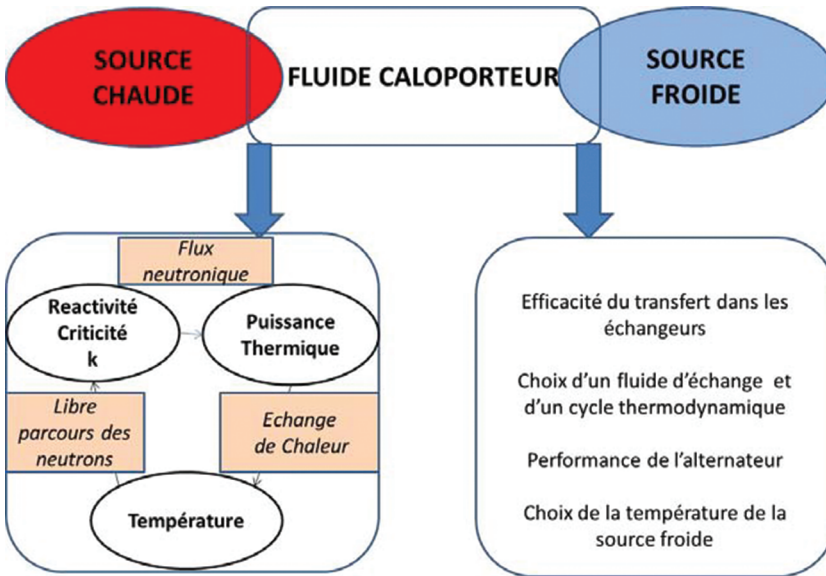 SOURCE
CHAUDE
FLUIDE CALOPORTEUR
SOURCE
FROIDE
Flux
neutronique
Reactivité
Criticité
k
Puissance
Thermique
Libre
parcours des
neutrons
Echange
de Chaleur
Température
Efficacité du transfert dans les
échangeurs
Choix d'un fluide d'échange et
d'un cycle thermodynamique
Performance de l'alternateur
Choix de la température de la
source froide